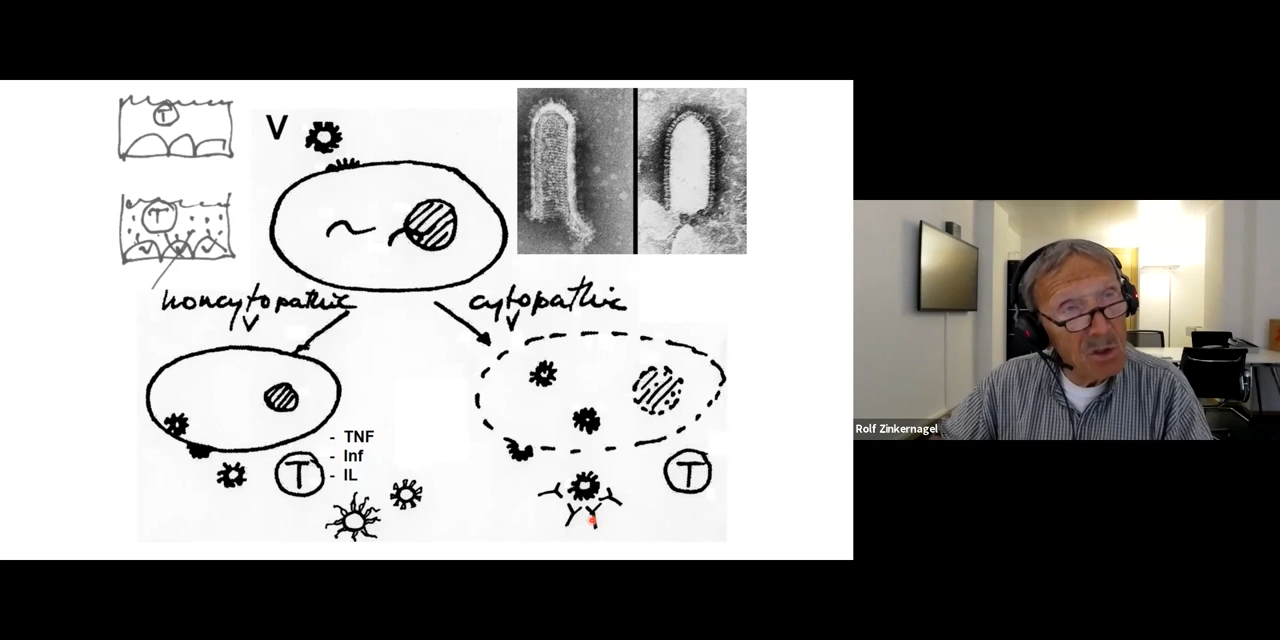 T
V
T
noncytopathic
V
cytopathic
V
- TNF
- Inf
- IL
T
T
Rolf Zinkernagel